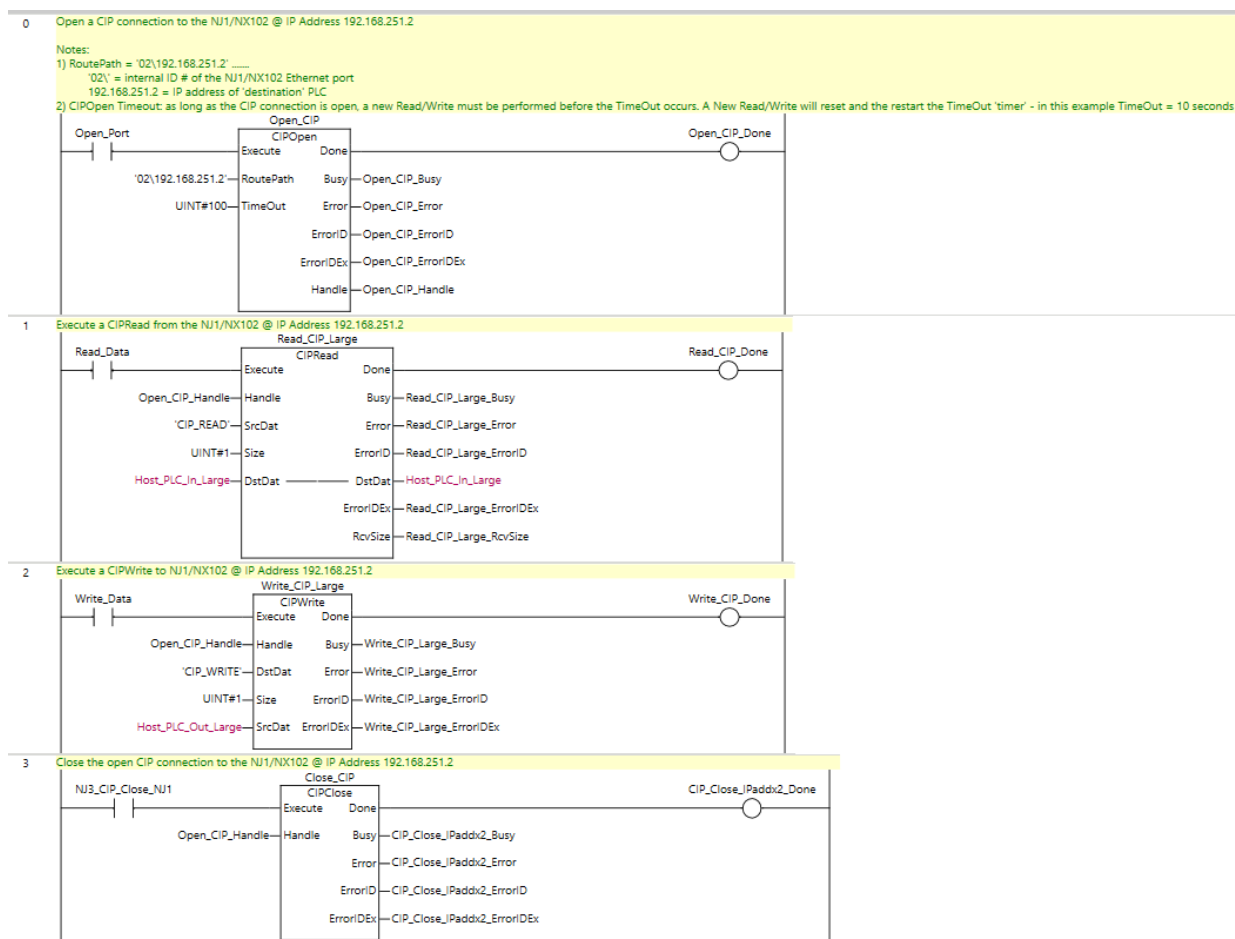 0
Open a CIP connection to the NJ1/NX102 @ IP Address 192.168.251.2
Notes:
1) RoutePath = '02\192.168.251.2' .......
'02\' = internal ID # of the NJ1/NX102 Ethernet port
192.168.251.2 = IP address of 'destination' PLC
2) CIPOpen Timeout: as long as the CIP connection is open, a new Read/Write must be performed before the TimeOut occurs. A New Read/Write will reset and the restart the TimeOut 'timer' - in this example TimeOut = 10 seconds
Open_CIP
Open_Port CIPOpen Open_CIP_Done
Execute Done
'02\192.168.251.2' RoutePath Busy Open_CIP_Busy
UINT#100 TimeOut Error Open_CIP_Error
ErrorID Open_CIP_ErrorID
ErrorIDEx Open_CIP_ErrorIDEx
Handle Open_CIP_Handle
1
Execute a CIPRead from the NJ1/NX102 @ IP Address 192.168.251.2
Read_CIP_Large
Read_Data CIPRead Read_CIP_Done
Execute Done
Open_CIP_Handle Handle Busy Read_CIP_Large_Busy
'CIP_READ' SrcDat Error Read_CIP_Large_Error
UINT#1 Size ErrorID Read_CIP_Large_ErrorID
Host_PLC_In_Large DstDat DstDat Host_PLC_In_Large
ErrorIDEx Read_CIP_Large_ErrorIDEx
RcvSize Read_CIP_Large_RcvSize
2
Execute a CIPWrite to NJ1/NX102 @ IP Address 192.168.251.2
Write_CIP_Large
Write_Data CIPWrite Write_CIP_Done
Execute Done
Open_CIP_Handle Handle Busy Write_CIP_Large_Busy
'CIP_WRITE' DstDat Error Write_CIP_Large_Error
UINT#1 Size ErrorID Write_CIP_Large_ErrorID
Host_PLC_Out_Large SrcDat ErrorIDEx Write_CIP_Large_ErrorIDEx
3
Close the open CIP connection to the NJ1/NX102 @ IP Address 192.168.251.2
Close_CIP
NJ3_CIP_Close_NJ1 CIPClose CIP_Close_IPaddx2_Done
Execute Done
Open_CIP_Handle Handle Busy CIP_Close_IPaddx2_Busy
Error CIP_Close_IPaddx2_Error
ErrorID CIP_Close_IPaddx2_ErrorID
ErrorIDEx CIP_Close_IPaddx2_ErrorIDEx